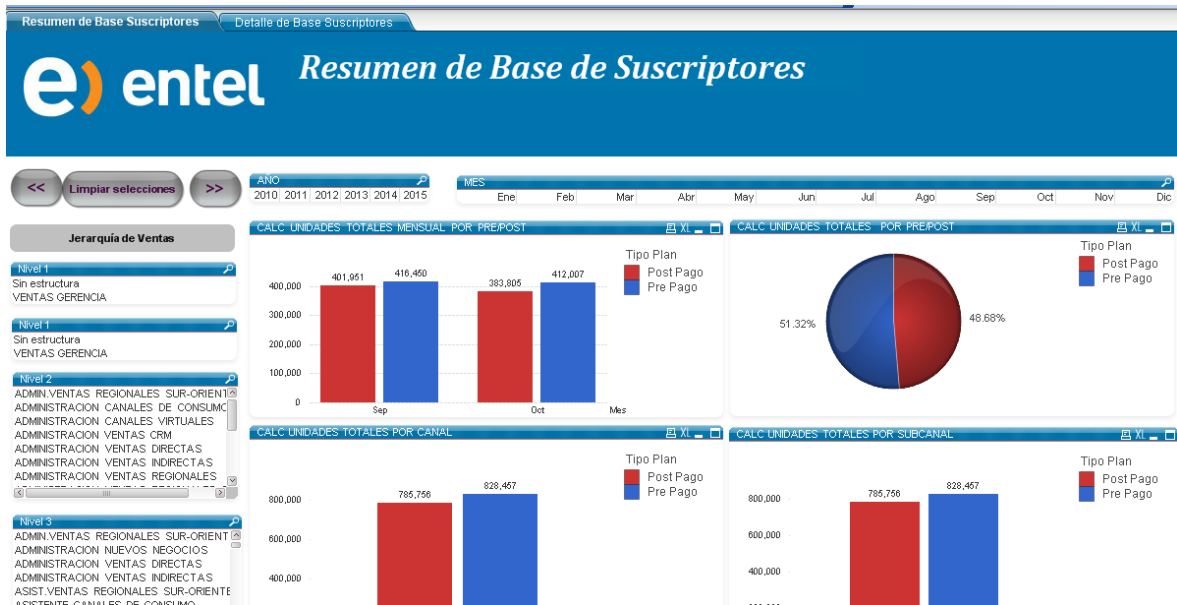 Resumen de Base Suscriptores
Detalle de Base Suscriptores
e) entel
Resumen de Base de Suscriptores
<<
Limpiar selecciones
>>
AÑO
2010 2011 2012 2013 2014 2015
MES
Ene Feb Mar Abr May Jun Jul Ago Sep Oct Nov Dic
Jerarquía de Ventas
Nivel 1
Sin estructura
VENTAS GERENCIA
Nivel 1
Sin estructura
VENTAS GERENCIA
Nivel 2
ADMIN.VENTAS REGIONALES SUR-ORIENTE
ADMINISTRACION CANALES DE CONSUMO
ADMINISTRACION CANALES VIRTUALES
ADMINISTRACION VENTAS CRM
ADMINISTRACION VENTAS DIRECTAS
ADMINISTRACION VENTAS INDIRECTAS
ADMINISTRACION VENTAS REGIONALES
Nivel 3
ADMIN.VENTAS REGIONALES SUR-ORIENT
ADMINISTRACION NUEVOS NEGOCIOS
ADMINISTRACION VENTAS DIRECTAS
ADMINISTRACION VENTAS INDIRECTAS
ASIST.VENTAS REGIONALES SUR-ORIENTE
ASISTENTE CANALES DE CONSUMO
CALC UNIDADES TOTALES MENSUAL POR PRE/POST
XL
Tipo Plan
Post Pago
Pre Pago
401,951
416,450
383,805
412,007
400,000
300,000
200,000
100,000
0
Sep
Oct
Mes
CALC UNIDADES TOTALES POR PRE/POST
XL
Tipo Plan
Post Pago
Pre Pago
51.32%
48.68%
CALC UNIDADES TOTALES POR CANAL
XL
Tipo Plan
Post Pago
Pre Pago
785,756
828,457
800,000
600,000
400,000
CALC UNIDADES TOTALES POR SUBCANAL
XL
Tipo Plan
Post Pago
Pre Pago
785,756
828,457
800,000
600,000
400,000